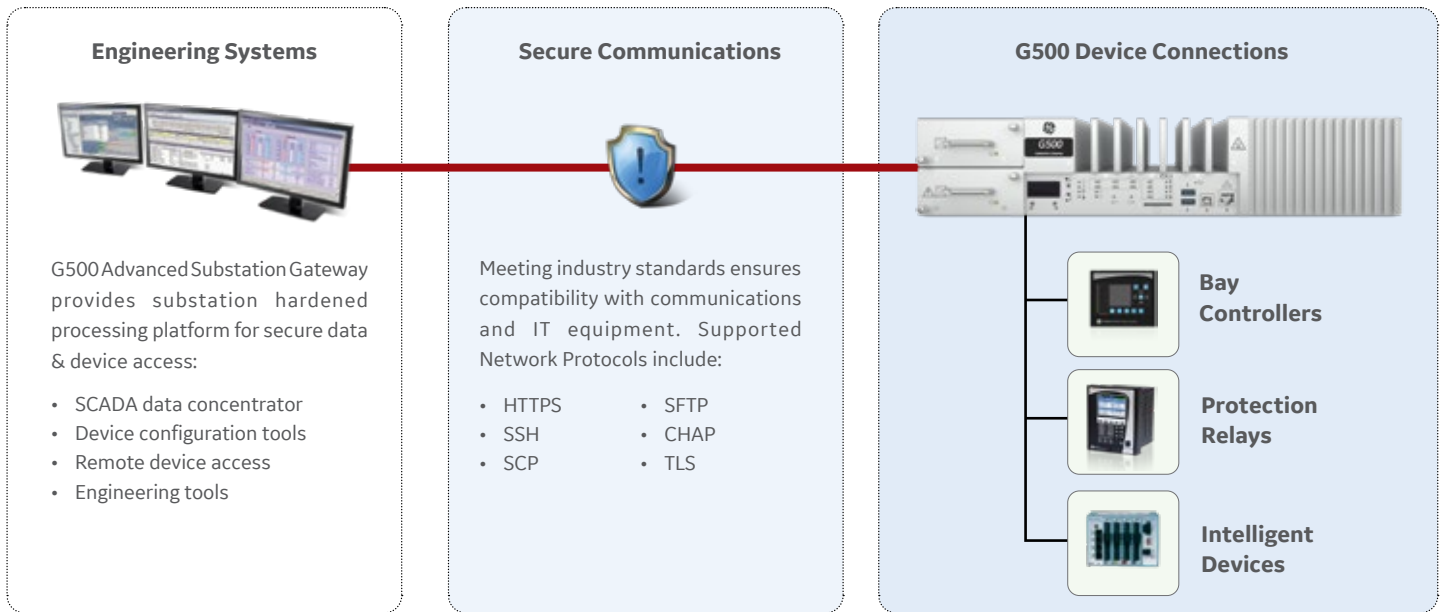 Engineering Systems
G500 Advanced Substation Gateway
provides substation hardened
processing platform for secure data
& device access:
• SCADA data concentrator
• Device configuration tools
• Remote device access
• Engineering tools
Secure Communications
Meeting industry standards ensures
compatibility with communications
and IT equipment. Supported
Network Protocols include:
• HTTPS
• SSH
• SCP
• SFTP
• CHAP
• TLS
G500 Device Connections
G500
Bay
Controllers
Protection
Relays
Intelligent
Devices